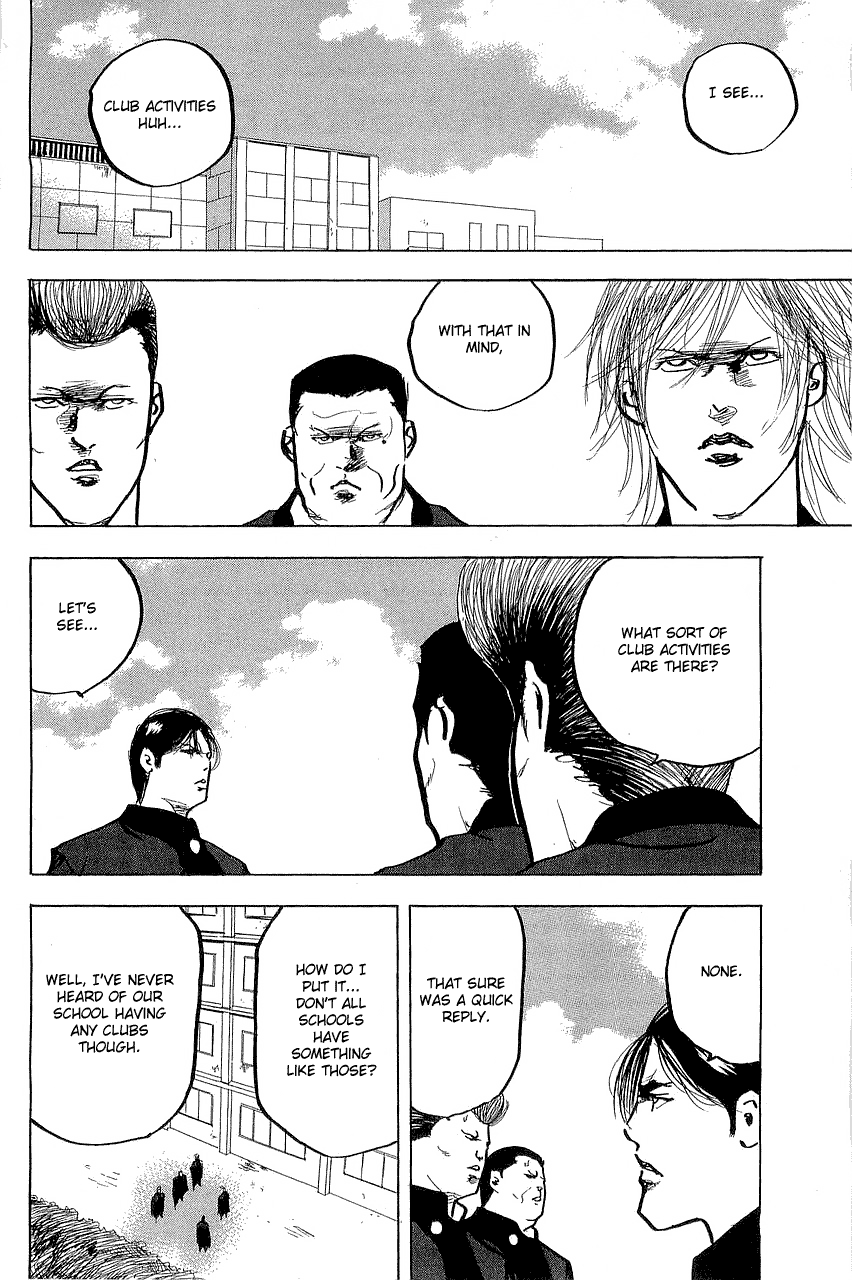 I SEE...
CLUB ACTIVITIES
HUH...
WITH THAT IN
MIND,
WHAT SORT OF
CLUB ACTIVITIES
ARE THERE?
LET'S
SEE...
NONE.
THAT SURE
WAS A QUICK
REPLY.
HOW DO I
PUT IT...
DON'T ALL
SCHOOLS
HAVE
SOMETHING
LIKE THOSE?
WELL, I'VE NEVER
HEARD OF OUR
SCHOOL HAVING
ANY CLUBS
THOUGH.